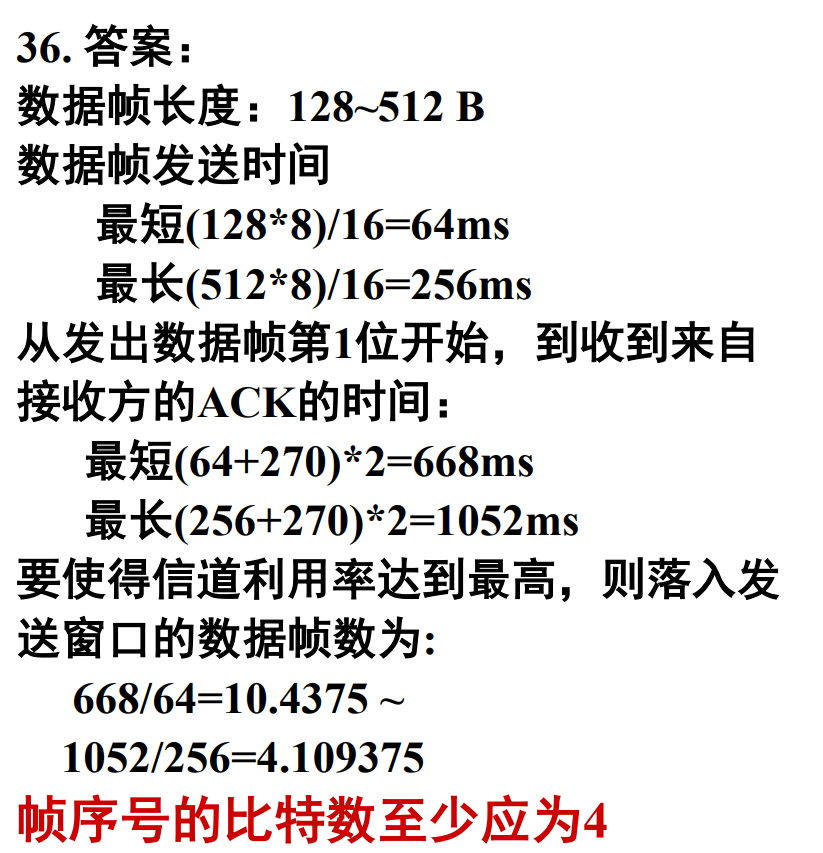 36. 答案：
数据帧长度：128~512 B
数据帧发送时间
最短(128*8)/16=64ms
最长(512*8)/16=256ms
从发出数据帧第1位开始，到收到来自
接收方的ACK的时间：
最短(64+270)*2=668ms
最长(256+270)*2=1052ms
要使得信道利用率达到最高，则落入发
送窗口的数据帧数为:
668/64=10.4375 ~
1052/256=4.109375
帧序号的比特数至少应为4